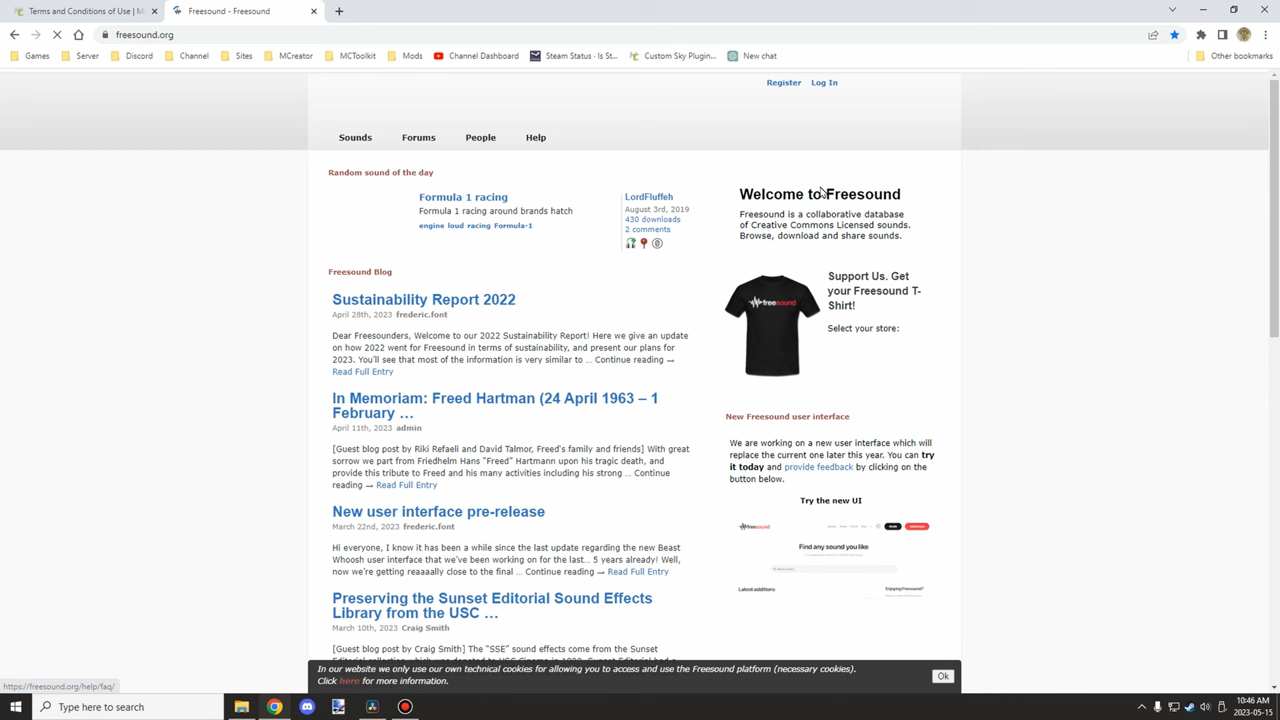 Terms and Conditions of Use | M
Freesound - Freesound
freesound.org
Games
Server
Discord
Channel
Sites
MCreator
MCToolkit
Mods
Channel Dashboard
Steam Status · Is St...
Custom Sky Plugin...
New chat
Other bookmarks
Register
Log In
Sounds
Forums
People
Help
Random sound of the day
Formula 1 racing
Formula 1 racing around brands hatch
engine loud racing Formula-1
LordFluffeh
August 3rd, 2019
430 downloads
2 comments
Welcome to Freesound
Freesound is a collaborative database
of Creative Commons Licensed sounds.
Browse, download and share sounds.
Freesound Blog
Sustainability Report 2022
April 28th, 2023 frederic.font
Dear Freesounders, Welcome to our 2022 Sustainability Report! Here we give an update
on how 2022 went for Freesound in terms of sustainability, and present our plans for
2023. You'll see that most of the information is very similar to ... Continue reading →
Read Full Entry
In Memoriam: Freed Hartman (24 April 1963 – 1
February ...
April 11th, 2023 admin
[Guest blog post by Riki Refaeli and David Talmor, Freed's family and friends] With great
sorrow we part from Friedhelm Hans "Freed" Hartmann upon his tragic death, and
provide this tribute to Freed and his many activities including his strong ... Continue
reading → Read Full Entry
New user interface pre-release
March 22nd, 2023 frederic.font
Hi everyone, I know it has been a while since the last update regarding the new Beast
Whoosh user interface that we've been working on for the last... 5 years already! Well,
now we're getting reaaaally close to the final ... Continue reading → Read Full Entry
Preserving the Sunset Editorial Sound Effects
Library from the USC ...
March 10th, 2023 Craig Smith
[Guest blog post by Craig Smith] The "SSE" sound effects come from the Sunset
Support Us. Get
your Freesound T-
Shirt!
Select your store:
freesound
New Freesound user interface
We are working on a new user interface which will
replace the current one later this year. You can try
it today and provide feedback by clicking on the
button below.
Try the new UI
freesound
Find any sound you like
Latest additions
Enjoying Freesound?
In our website we only use our own technical cookies for allowing you to access and use the Freesound platform (necessary cookies).
Click here for more information.
Ok
https://freesound.org/help/faq/
Type here to search
10:46 AM
2023-05-15